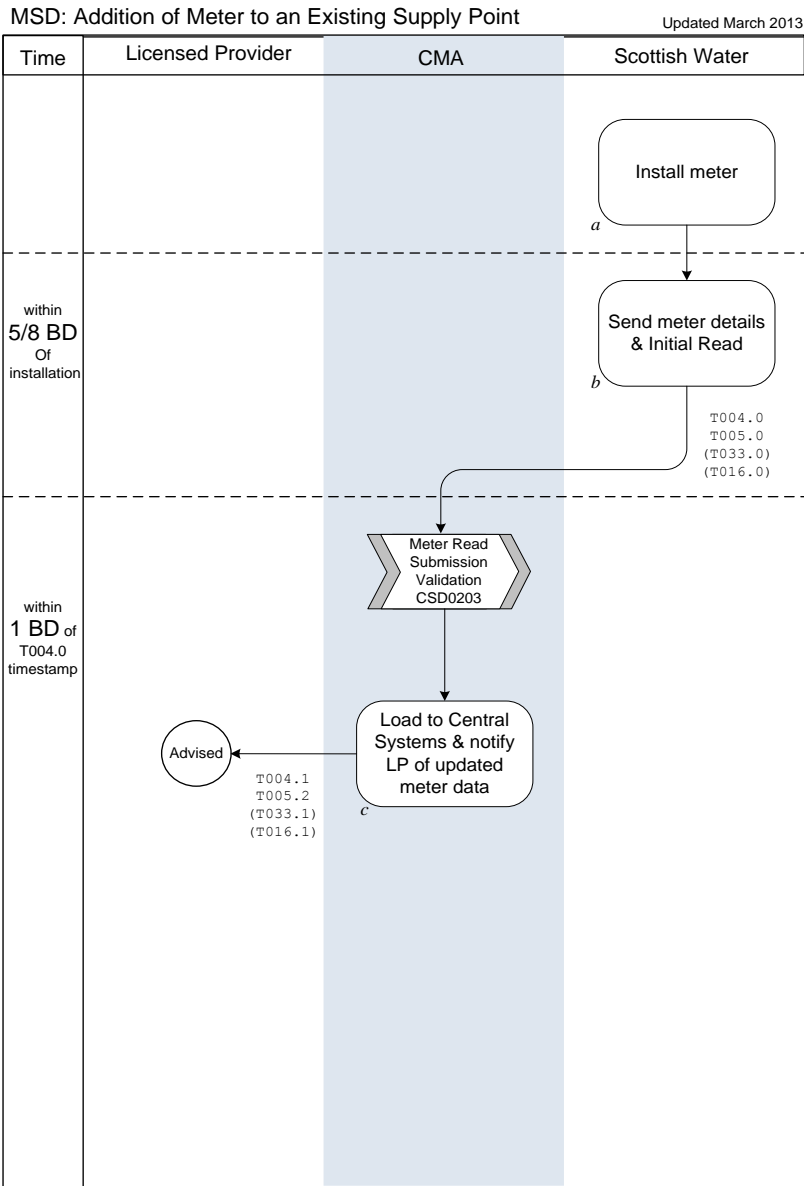 MSD: Addition of Meter to an Existing Supply Point
Updated March 2013
Time
Licensed Provider
CMA
Scottish Water
Install meter
a
within
5/8 BD
Of
installation
Send meter details
& Initial Read
b
T004.0
T005.0
(T033.0)
(T016.0)
within
1 BD of
T004.0
timestamp
Meter Read
Submission
Validation
CSD0203
Load to Central
Systems & notify
LP of updated
meter data
c
Advised
T004.1
T005.2
(T033.1)
(T016.1)